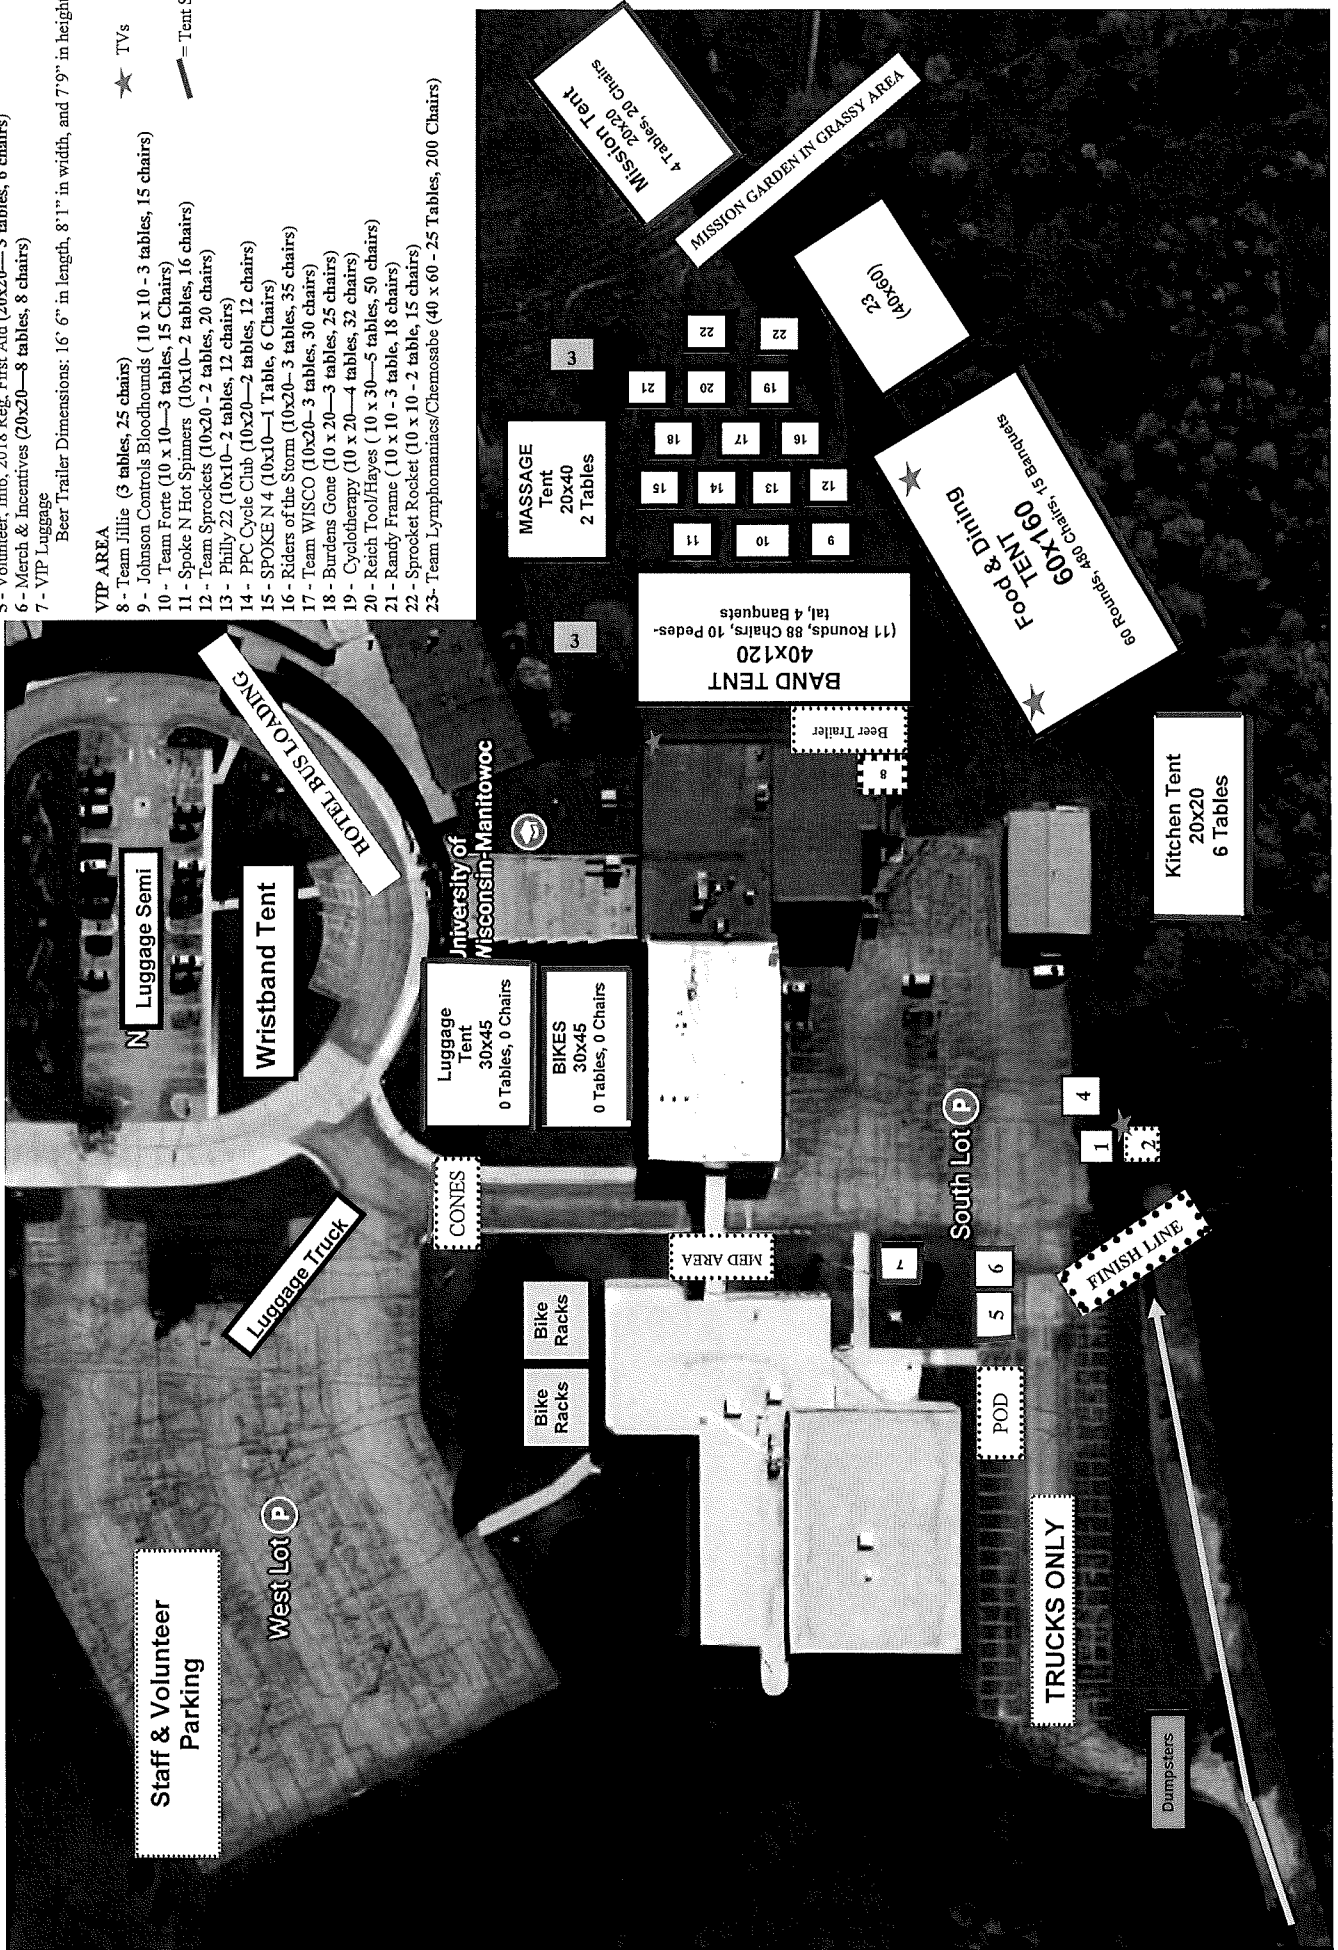 5 - Volunteer, Info, 2018 Reg, First Aid (20x20—3 tables, 6 chairs)
6 - Merch & Incentives (20x20—8 tables, 8 chairs)
7 - VIP Luggage
Beer Trailer Dimensions: 16' 6" in length, 8'1" in width, and 7'9" in height
VIP AREA
8 - Team Jillie (3 tables, 25 chairs)
9 - Johnson Controls Bloodhounds ( 10 x 10 - 3 tables, 15 chairs)
10 - Team Forte (10 x 10—3 tables, 15 Chairs)
11 - Spoke N Hot Spinners (10x10– 2 tables, 16 chairs)
12 - Team Sprockets (10x20 - 2 tables, 20 chairs)
13 - Philly 22 (10x10– 2 tables, 12 chairs)
14 - PPC Cycle Club (10x20—2 tables, 12 chairs)
15 - SPOKE N 4 (10x10—1 Table, 6 Chairs)
16 - Riders of the Storm (10x20– 3 tables, 35 chairs)
17 - Team WISCO (10x20– 3 tables, 30 chairs)
18 - Burdens Gone (10 x 20—3 tables, 25 chairs)
19 - Cyclotherapy (10 x 20—4 tables, 32 chairs)
20 - Reich Tool/Hayes ( 10 x 30—5 tables, 50 chairs)
21 - Randy Frame ( 10 x 10 - 3 table, 18 chairs)
22 - Sprocket Rocket (10 x 10 - 2 table, 15 chairs)
23- Team Lymphomaniacs/Chemosabe (40 x 60 - 25 Tables, 200 Chairs)
TVs
= Tent S
Staff & Volunteer
Parking
West Lot P
Luggage Truck
N
Luggage Semi
Wristband Tent
HOTEL BUS LOADING
University of
Wisconsin-Manitowoc
CONES
Luggage
Tent
30x45
0 Tables, 0 Chairs
BIKES
30x45
0 Tables, 0 Chairs
Bike
Racks
Bike
Racks
MED AREA
3
MASSAGE
Tent
20x40
2 Tables
3
BAND TENT
40x120
(11 Rounds, 88 Chairs, 10 Pedes-
tal, 4 Banquets
Beer Trailer
8
11
10
9
15
14
13
12
18
17
16
21
20
19
22
22
Mission Tent
20x20
4 Tables, 20 Chairs
MISSION GARDEN IN GRASSY AREA
23
(40x60)
Food & Dining
TENT
60x160
60 Rounds, 480 Chairs, 15 Banquets
Kitchen Tent
20x20
6 Tables
South Lot P
7
5
6
4
1
2
POD
FINISH LINE
TRUCKS ONLY
Dumpsters